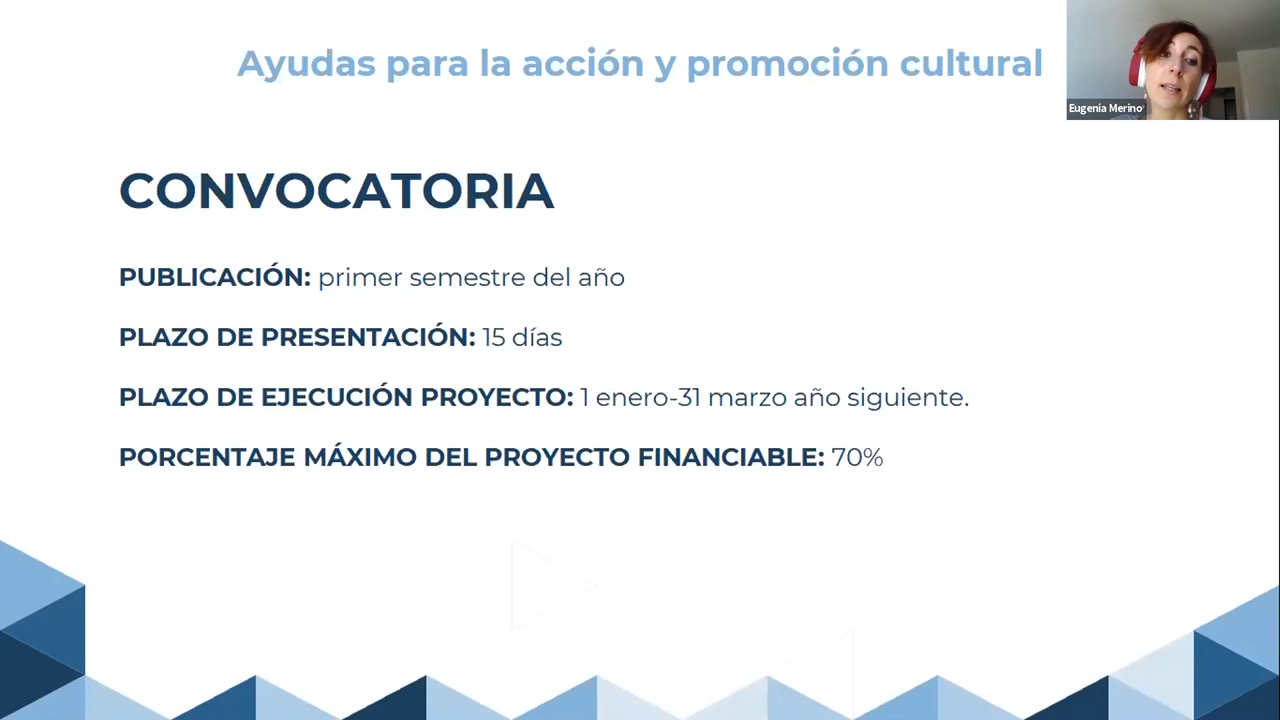 Ayudas para la acción y promoción cultural
Eugenia Merino
CONVOCATORIA
PUBLICACIÓN: primer semestre del año
PLAZO DE PRESENTACIÓN: 15 días
PLAZO DE EJECUCIÓN PROYECTO: 1 enero-31 marzo año siguiente.
PORCENTAJE MÁXIMO DEL PROYECTO FINANCIABLE: 70%